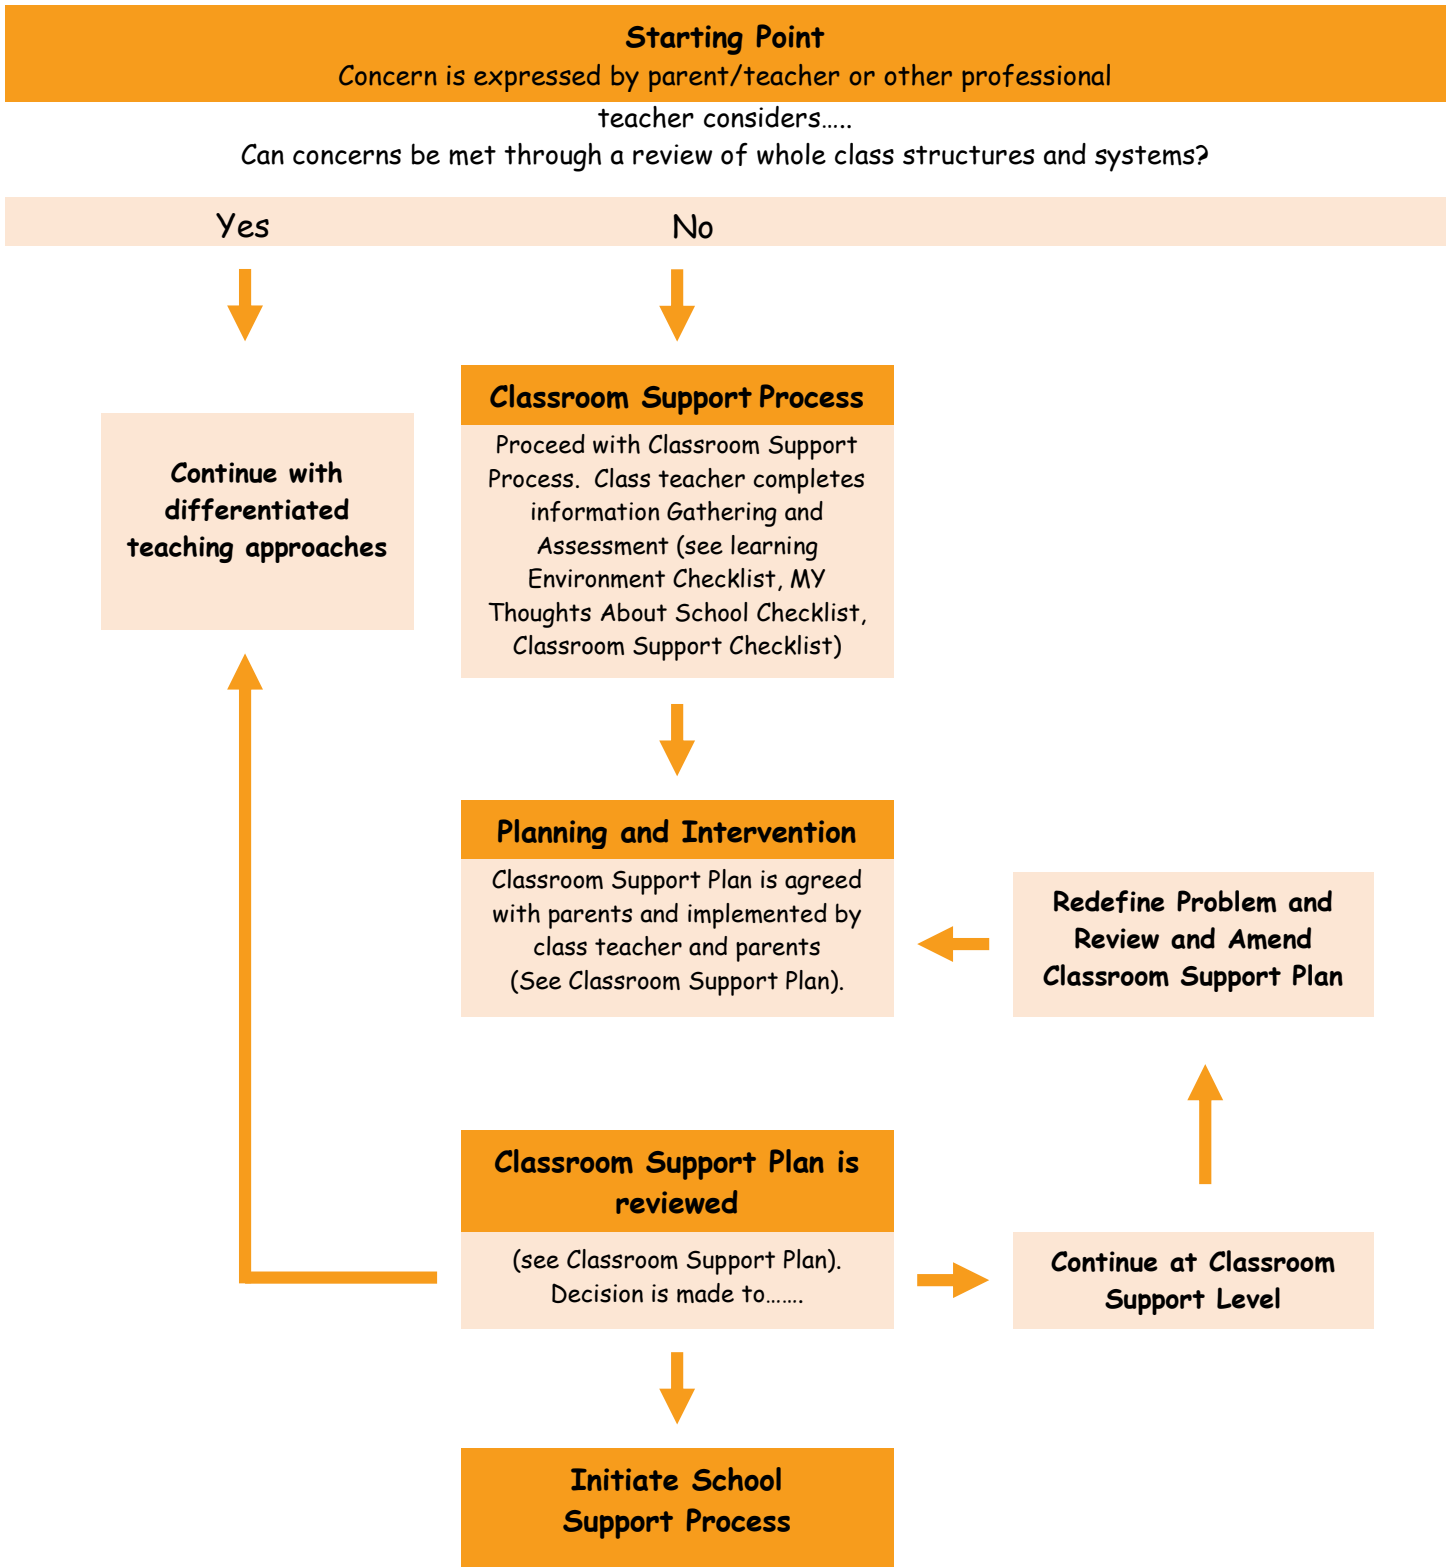 Starting Point
Concern is expressed by parent/teacher or other professional
teacher considers.....
Can concerns be met through a review of whole class structures and systems?
Yes
No
Continue with
differentiated
teaching approaches
Classroom Support Process
Proceed with Classroom Support
Process. Class teacher completes
information Gathering and
Assessment (see learning
Environment Checklist, MY
Thoughts About School Checklist,
Classroom Support Checklist)
Planning and Intervention
Classroom Support Plan is agreed
with parents and implemented by
class teacher and parents
(See Classroom Support Plan).
Redefine Problem and
Review and Amend
Classroom Support Plan
Classroom Support Plan is
reviewed
(see Classroom Support Plan).
Decision is made to.......
Continue at Classroom
Support Level
Initiate School
Support Process